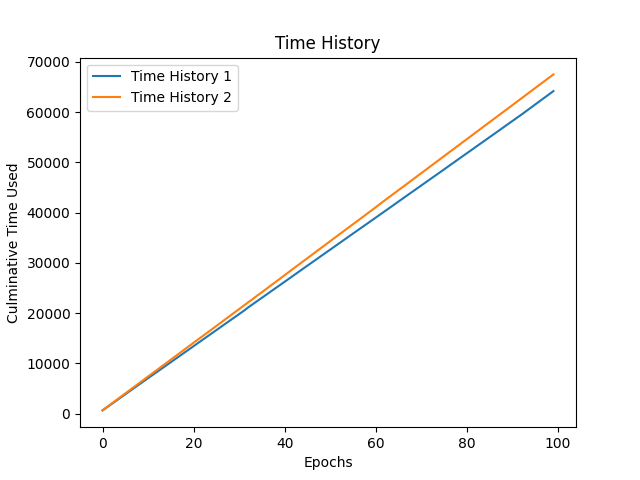 Time History
Time History 1
Time History 2
70000
60000
50000
40000
30000
20000
10000
0
Culminative Time Used
0 20 40 60 80 100
Epochs